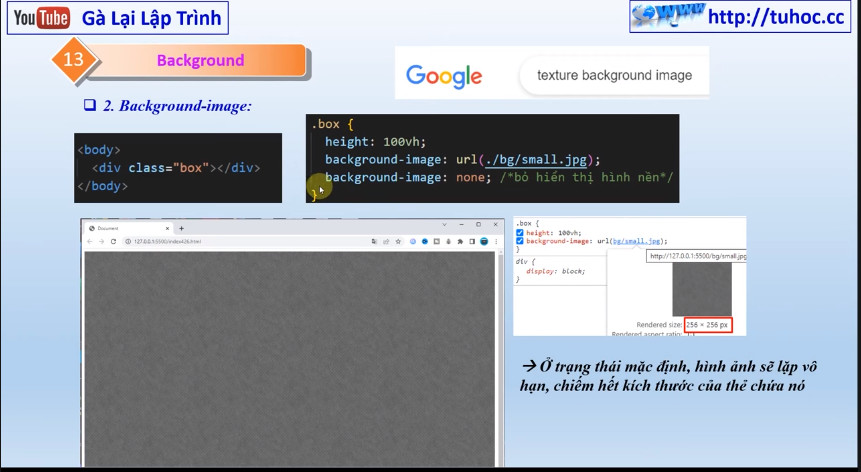 YouTube Gà Lại Lập Trình
http://tuhoc.cc
13 Background
Google texture background image
2. Background-image:
<body>
<div class="box"></div>
</body>
.box {
height: 100vh;
background-image: url(./bg/small.jpg);
background-image: none; /*bỏ hiển thị hình nền*/
}
Document
127.0.0.1:5500/index426.html
.box {
height: 100vh;
background-image: url(bg/small.jpg);
}
http://127.0.0.1:5500/bg/small.jpg
div {
display: block;
}
Rendered size: 256 × 256 px
Rendered aspect ratio: 1:1
→ Ở trạng thái mặc định, hình ảnh sẽ lặp vô
hạn, chiếm hết kích thước của thẻ chứa nó